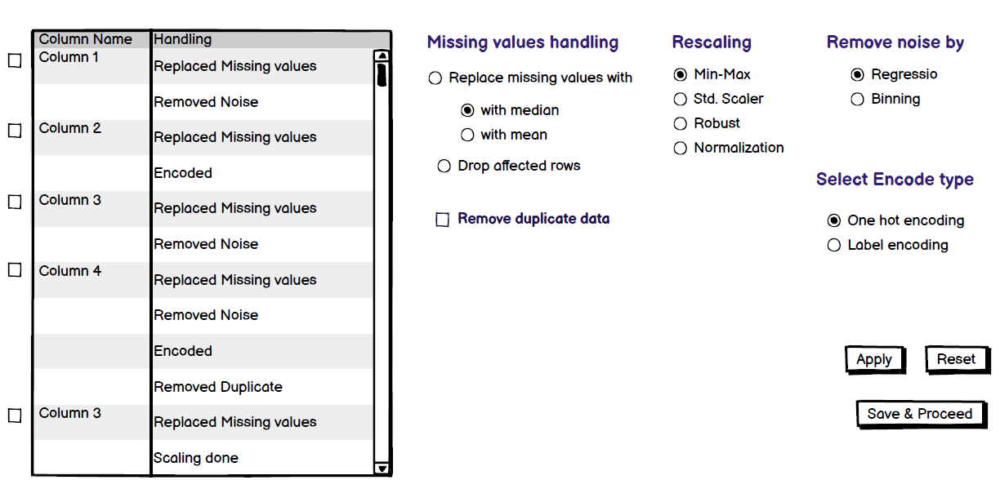 Column Name Handling
Column 1
Replaced Missing values
Removed Noise
Column 2
Replaced Missing values
Encoded
Column 3
Replaced Missing values
Removed Noise
Column 4
Replaced Missing values
Removed Noise
Encoded
Removed Duplicate
Column 3
Replaced Missing values
Scaling done
Missing values handling
Replace missing values with
with median
with mean
Drop affected rows
Remove duplicate data
Rescaling
Min-Max
Std. Scaler
Robust
Normalization
Remove noise by
Regressio
Binning
Select Encode type
One hot encoding
Label encoding
Apply
Reset
Save & Proceed